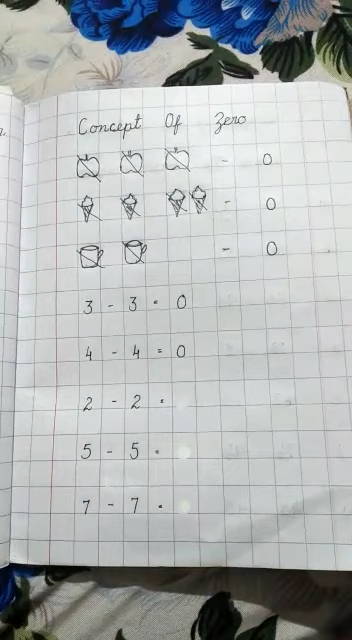 Concept Of Zero
- 0
- 0
- 0
3 - 3 = 0
4 - 4 = 0
2 - 2 =
5 - 5 =
7 - 7 =